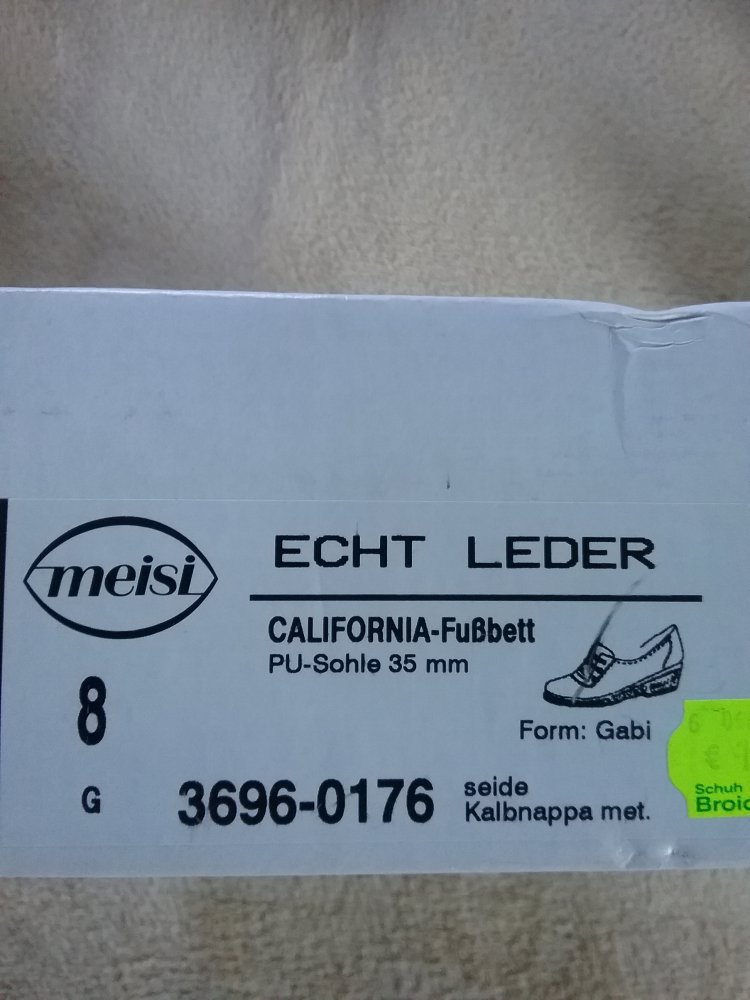 meisi
ECHT LEDER
CALIFORNIA-Fußbett
PU-Sohle 35 mm
8
Form: Gabi
G
3696-0176
seide
Kalbnappa met.
€
Schuh